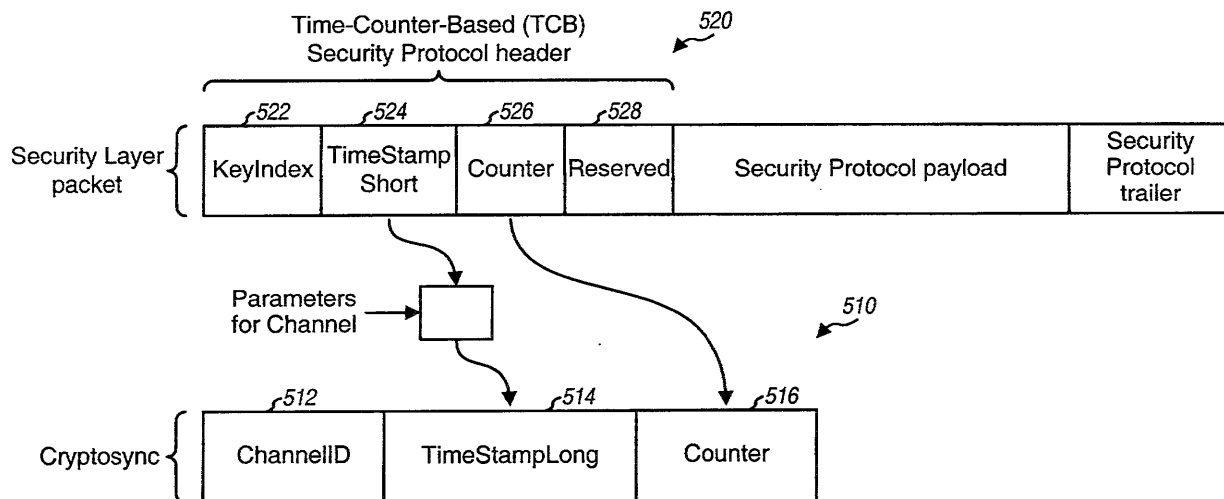 Time-Counter-Based (TCB)
Security Protocol header
520
522
524
526
528
Security Layer
packet
KeyIndex
TimeStamp
Short
Counter
Reserved
Security Protocol payload
Security
Protocol
trailer
Parameters
for Channel
510
512
514
516
Cryptosync
ChannelID
TimeStampLong
Counter